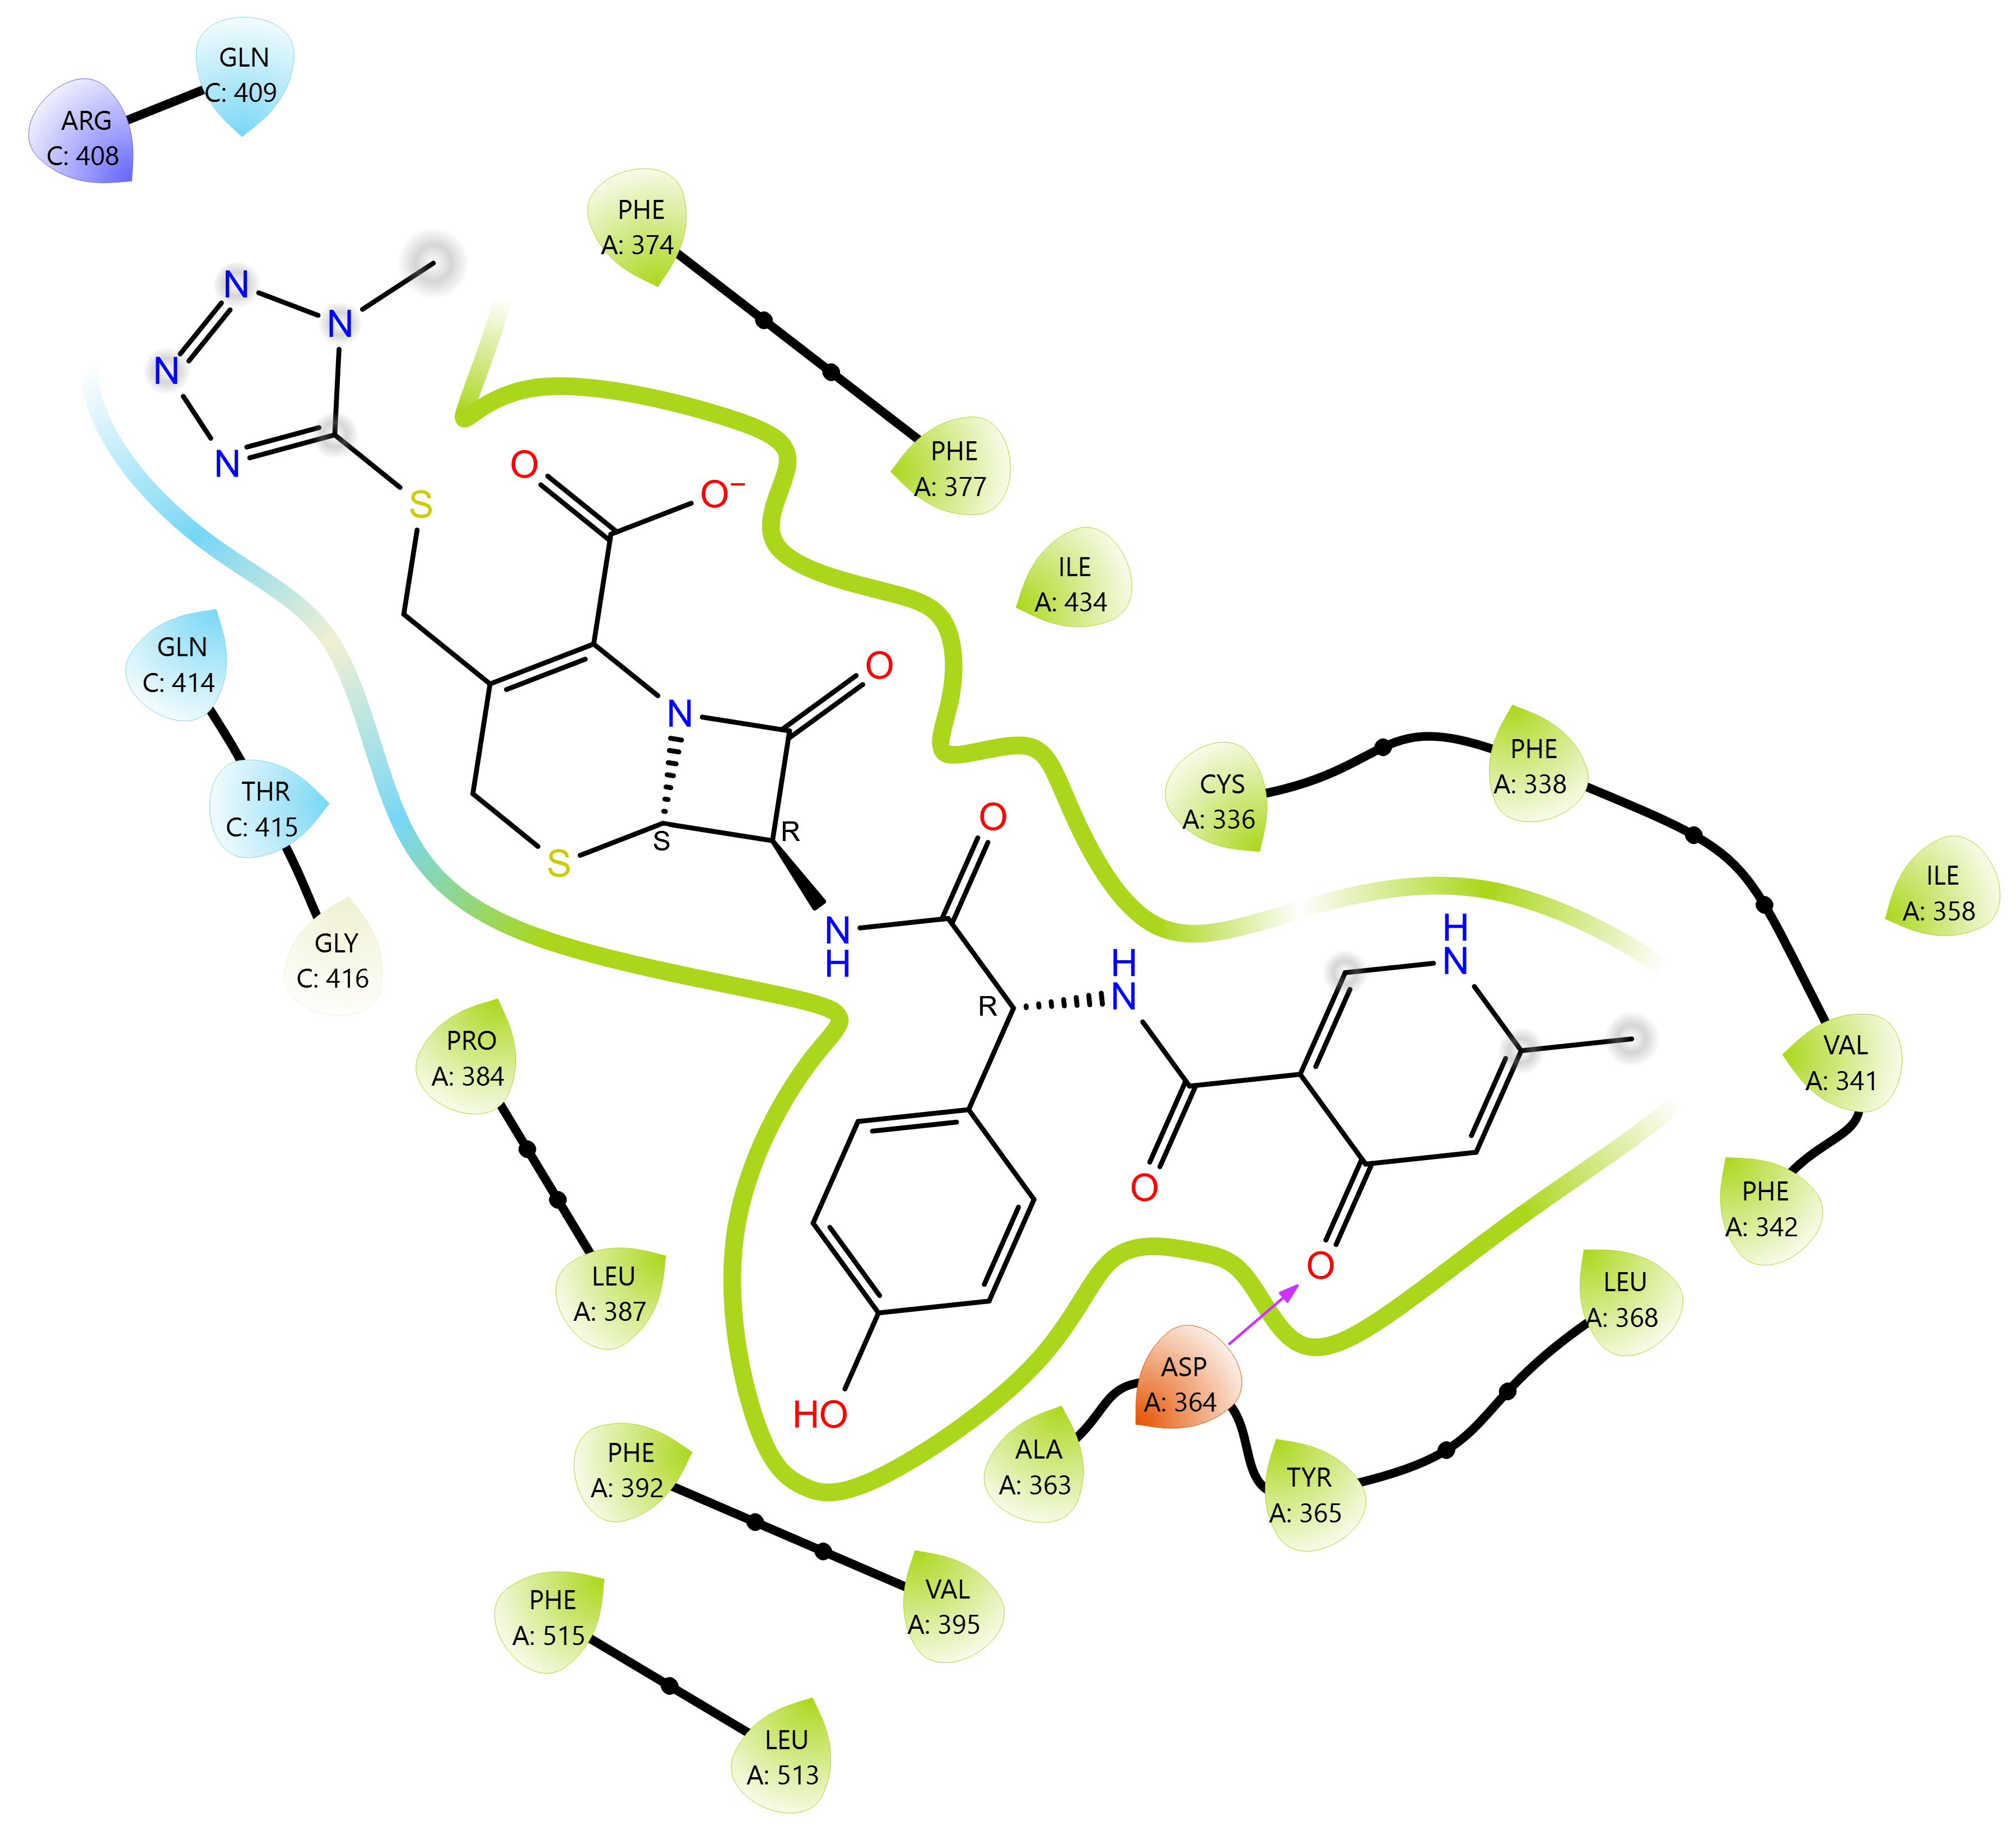 GLN
C: 409
ARG
C: 408
PHE
A: 374
N
N
N
N
S
O
O−
PHE
A: 377
ILE
A: 434
GLN
C: 414
THR
C: 415
GLY
C: 416
N
O
S
S
R
O
CYS
A: 336
PHE
A: 338
ILE
A: 358
N
H
H
N
H
N
R
PRO
A: 384
VAL
A: 341
PHE
A: 342
O
O
LEU
A: 387
LEU
A: 368
ASP
A: 364
HO
PHE
A: 392
ALA
A: 363
TYR
A: 365
VAL
A: 395
PHE
A: 515
LEU
A: 513